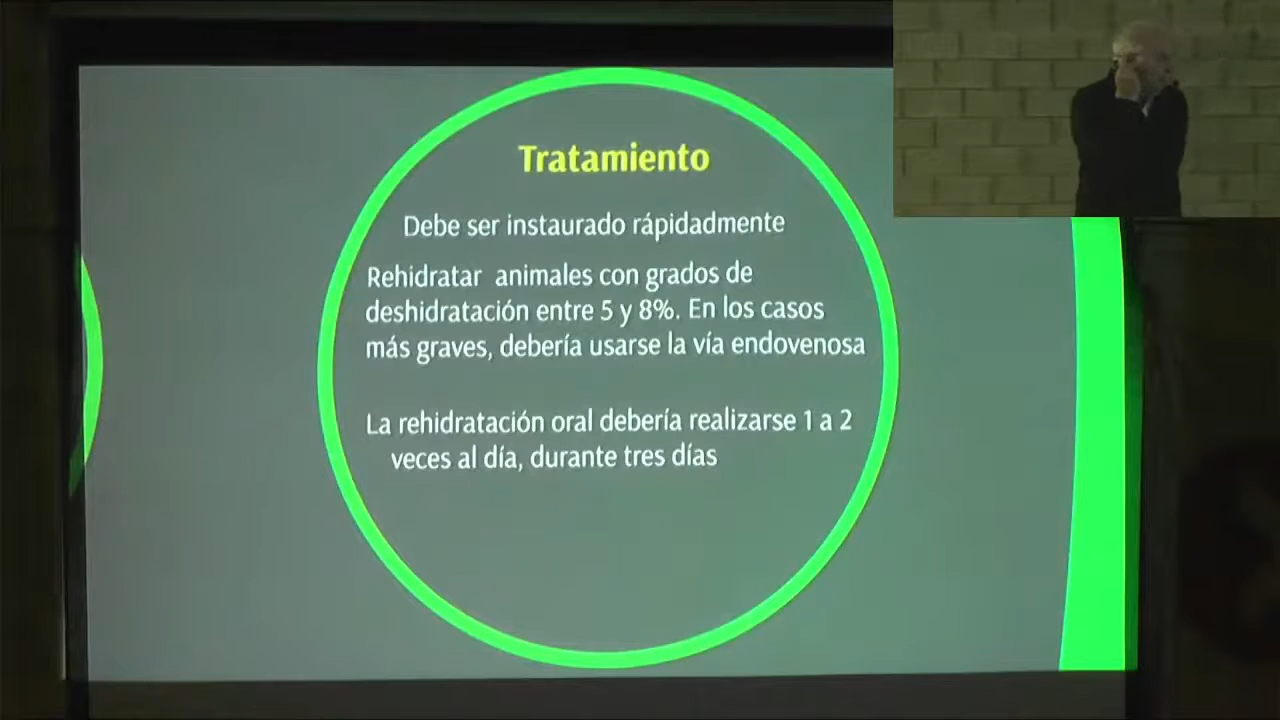 Tratamiento
Debe ser instaurado rápidadmente
Rehidratar animales con grados de
deshidratación entre 5 y 8%. En los casos
más graves, debería usarse la vía endovenosa
La rehidratación oral debería realizarse 1 a 2
veces al día, durante tres días